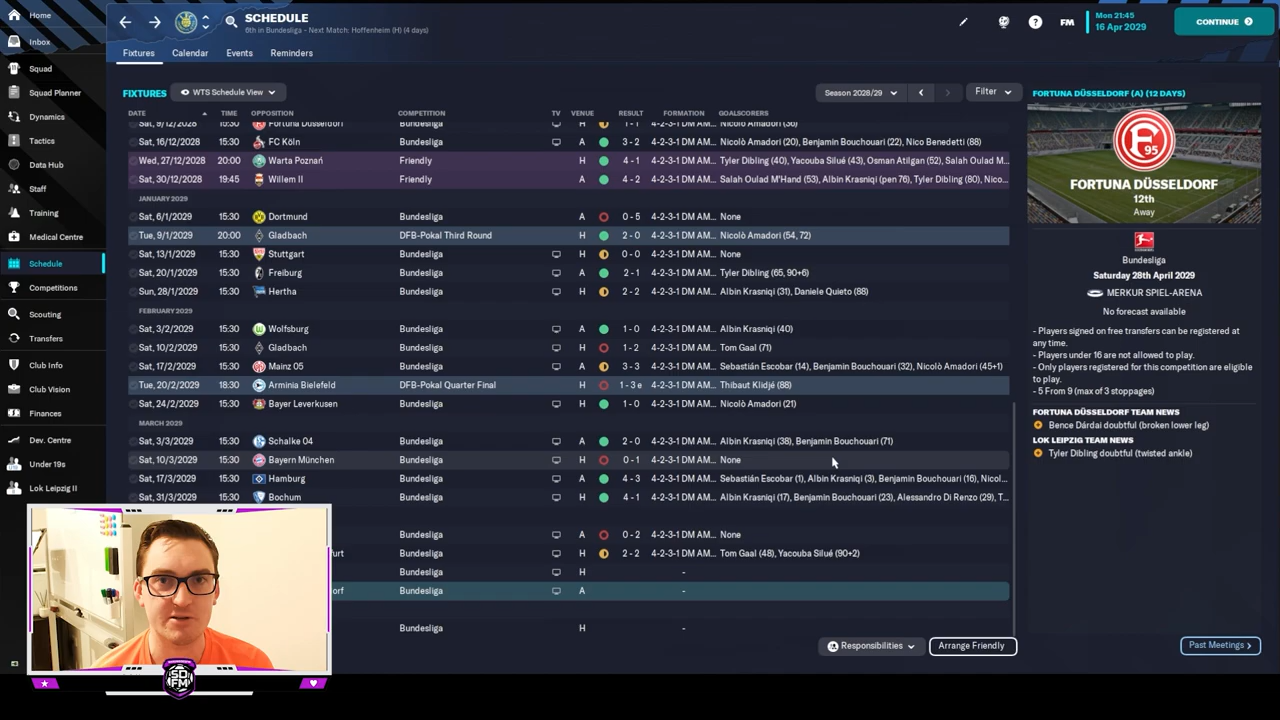 Home
SCHEDULE
6th in Bundesliga - Next Match: Hoffenheim (H) (4 days)
FM
Mon 21:45
16 Apr 2029
CONTINUE
Inbox
Squad
Squad Planner
Dynamics
Tactics
Data Hub
Staff
Training
Medical Centre
Schedule
Competitions
Scouting
Transfers
Club Info
Club Vision
Finances
Dev. Centre
Under 19s
Lok Leipzig II
Fixtures Calendar Events Reminders
FIXTURES WTS Schedule View Season 2028/29 Filter
DATE TIME OPPOSITION COMPETITION TV VENUE RESULT FORMATION GOALSCORERS
Sat, 9/12/2028 15:30 Fortuna Düsseldorf Bundesliga H 1 - 1 4-2-3-1 DM AM... Nicolò Amadori (30)
Sat, 16/12/2028 15:30 FC Köln Bundesliga A 3 - 2 4-2-3-1 DM AM... Nicolò Amadori (20), Benjamin Bouchouari (22), Nico Benedetti (88)
Wed, 27/12/2028 20:00 Warta Poznań Friendly H 4 - 1 4-2-3-1 DM AM... Tyler Dibling (40), Yacouba Silué (43), Osman Atilgan (52), Salah Oulad M...
Sat, 30/12/2028 19:45 Willem II Friendly A 4 - 2 4-2-3-1 DM AM... Salah Oulad M'Hand (53), Albin Krasniqi (pen 76), Tyler Dibling (80), Nico...
JANUARY 2029
Sat, 6/1/2029 15:30 Dortmund Bundesliga A 0 - 5 4-2-3-1 DM AM... None
Tue, 9/1/2029 20:00 Gladbach DFB-Pokal Third Round H 2 - 0 4-2-3-1 DM AM... Nicolò Amadori (54, 72)
Sat, 13/1/2029 15:30 Stuttgart Bundesliga H 0 - 0 4-2-3-1 DM AM... None
Sat, 20/1/2029 15:30 Freiburg Bundesliga A 2 - 1 4-2-3-1 DM AM... Tyler Dibling (65, 90+6)
Sun, 28/1/2029 15:30 Hertha Bundesliga H 2 - 2 4-2-3-1 DM AM... Albin Krasniqi (31), Daniele Quieto (88)
FEBRUARY 2029
Sat, 3/2/2029 15:30 Wolfsburg Bundesliga A 1 - 0 4-2-3-1 DM AM... Albin Krasniqi (40)
Sat, 10/2/2029 15:30 Gladbach Bundesliga H 1 - 2 4-2-3-1 DM AM... Tom Gaal (71)
Sat, 17/2/2029 15:30 Mainz 05 Bundesliga A 3 - 3 4-2-3-1 DM AM... Sebastián Escobar (14), Benjamin Bouchouari (32), Nicolò Amadori (45+1)
Tue, 20/2/2029 18:30 Arminia Bielefeld DFB-Pokal Quarter Final H 1 - 3 e 4-2-3-1 DM AM... Thibaut Klidjé (88)
Sat, 24/2/2029 15:30 Bayer Leverkusen Bundesliga H 1 - 0 4-2-3-1 DM AM... Nicolò Amadori (21)
MARCH 2029
Sat, 3/3/2029 15:30 Schalke 04 Bundesliga A 2 - 0 4-2-3-1 DM AM... Albin Krasniqi (38), Benjamin Bouchouari (71)
Sat, 10/3/2029 15:30 Bayern München Bundesliga H 0 - 1 4-2-3-1 DM AM... None
Sat, 17/3/2029 15:30 Hamburg Bundesliga A 4 - 3 4-2-3-1 DM AM... Sebastián Escobar (1), Albin Krasniqi (3), Benjamin Bouchouari (16), Nicol...
Sat, 31/3/2029 15:30 Bochum Bundesliga H 4 - 1 4-2-3-1 DM AM... Albin Krasniqi (17), Benjamin Bouchouari (23), Alessandro Di Renzo (29), T...
Bundesliga A 0 - 2 4-2-3-1 DM AM... None
urt Bundesliga H 2 - 2 4-2-3-1 DM AM... Tom Gaal (48), Yacouba Silué (90+2)
Bundesliga H -
orf Bundesliga A -
Bundesliga H -
Responsibilities Arrange Friendly
FORTUNA DÜSSELDORF (A) (12 DAYS)
F95
FORTUNA DÜSSELDORF
12th
Away
Bundesliga
Saturday 28th April 2029
MERKUR SPIEL-ARENA
No forecast available
- Players signed on free transfers can be registered at
any time.
- Players under 16 are not allowed to play.
- Only players registered for this competition are eligible
to play.
- 5 From 9 (max of 3 stoppages)
FORTUNA DÜSSELDORF TEAM NEWS
Bence Dárdai doubtful (broken lower leg)
LOK LEIPZIG TEAM NEWS
Tyler Dibling doubtful (twisted ankle)
Past Meetings
SDFM